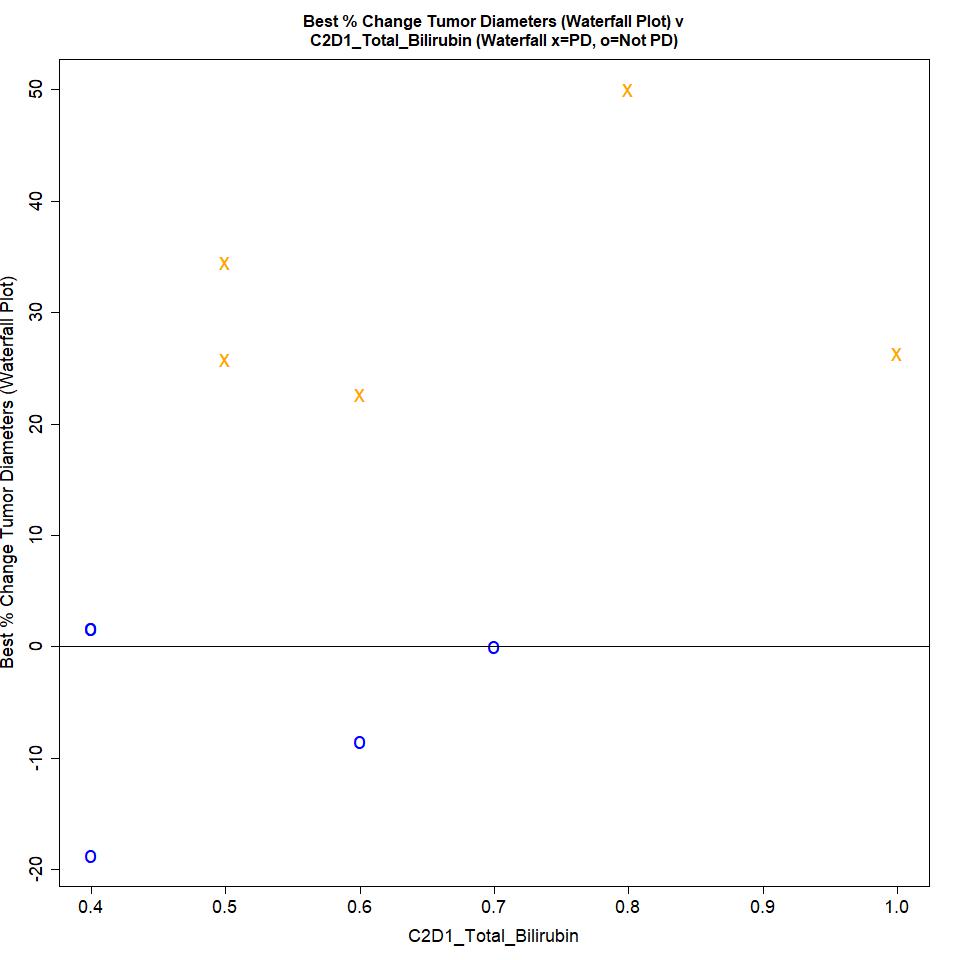 Best % Change Tumor Diameters (Waterfall Plot) v
C2D1_Total_Bilirubin (Waterfall x=PD, o=Not PD)
Best % Change Tumor Diameters (Waterfall Plot)
50
40
30
20
10
0
-10
-20
X
X
X
X
X
O
O
O
O
0.4 0.5 0.6 0.7 0.8 0.9 1.0
C2D1_Total_Bilirubin